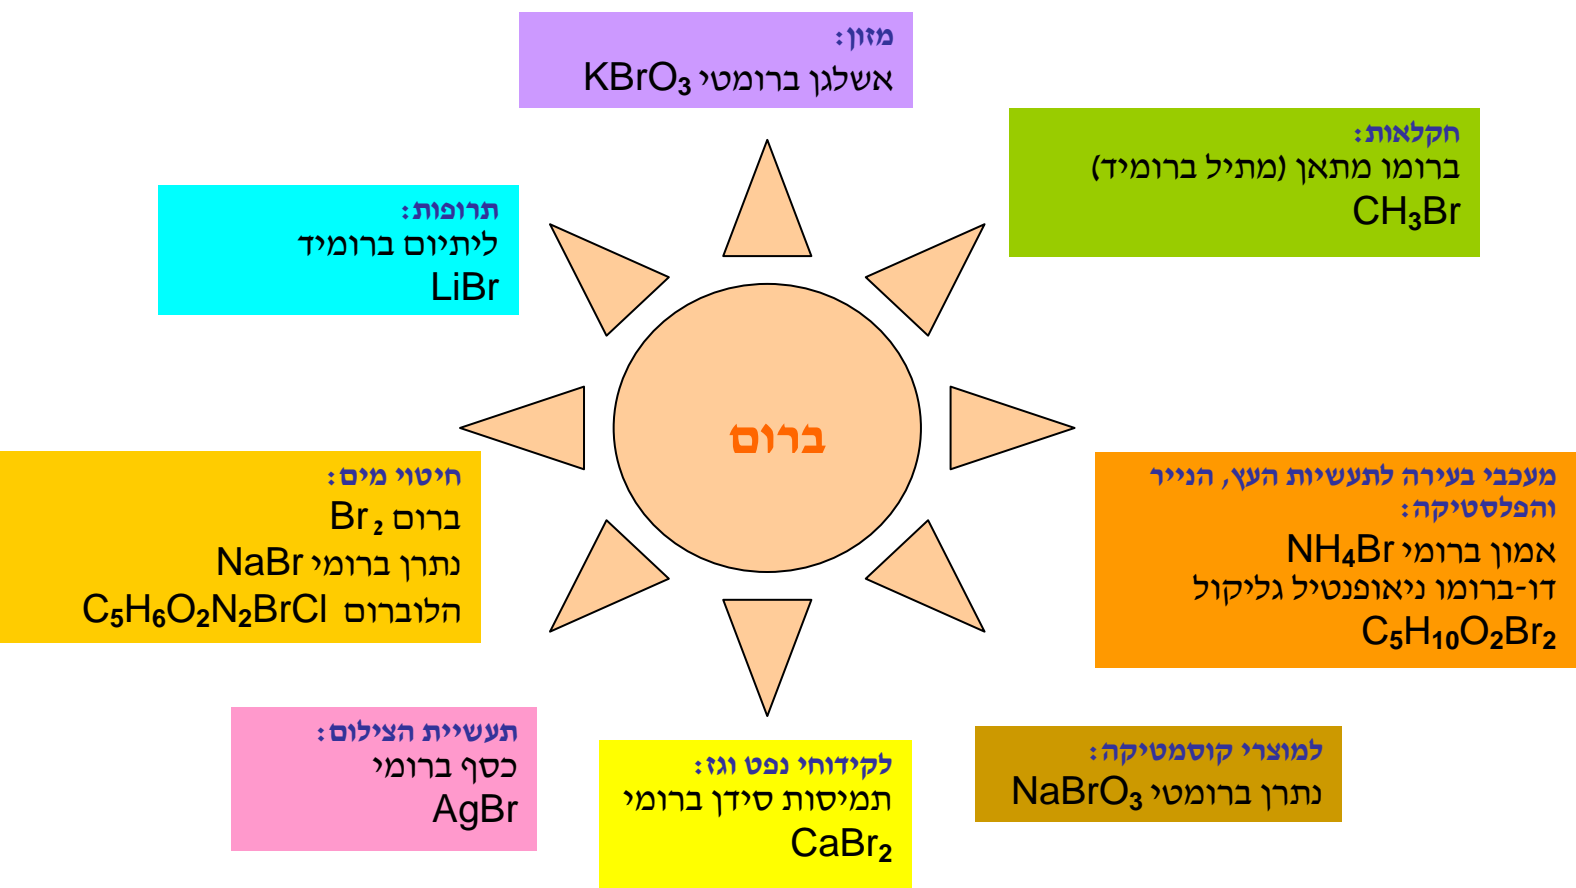 מזון:
אשלגן ברומטי KBrO₃
חקלאות:
ברומו מתאן (מתיל ברומיד)
CH₃Br
תרופות:
ליתיום ברומיד
LiBr
ברום
מעכבי בעירה לתעשיות העץ, הנייר
והפלסטיקה:
אמון ברומי NH₄Br
דו-ברומו ניאופנטיל גליקול
C₅H₁₀O₂Br₂
חיטוי מים:
ברום Br₂
נתרן ברומי NaBr
הלוברום C₅H₆O₂N₂BrCl
למוצרי קוסמטיקה:
נתרן ברומטי NaBrO₃
לקידוחי נפט וגז:
תמיסות סידן ברומי
CaBr₂
תעשיית הצילום:
כסף ברומי
AgBr